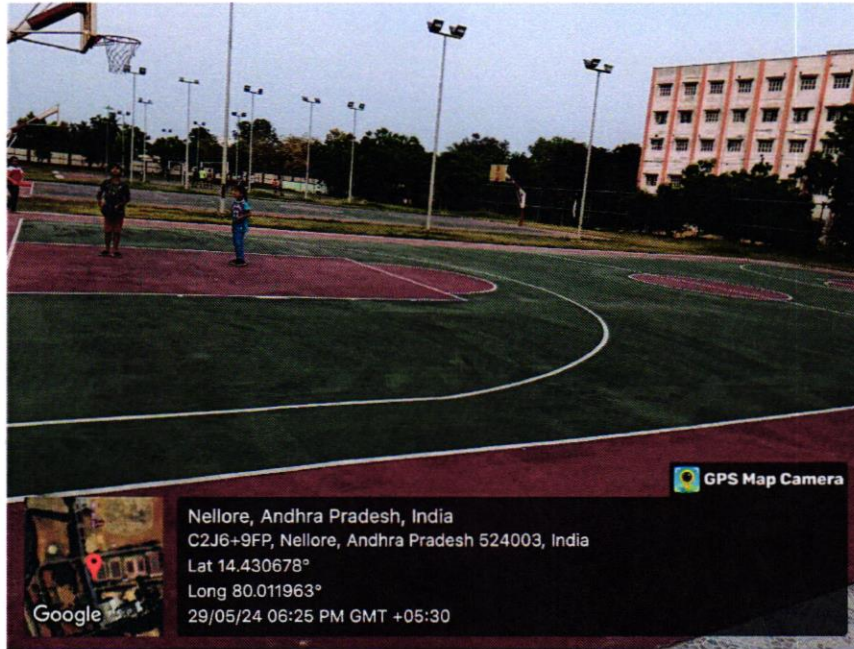 GPS Map Camera
Nellore, Andhra Pradesh, India
C2J6+9FP, Nellore, Andhra Pradesh 524003, India
Lat 14.430678°
Long 80.011963°
29/05/24 06:25 PM GMT +05:30
Google